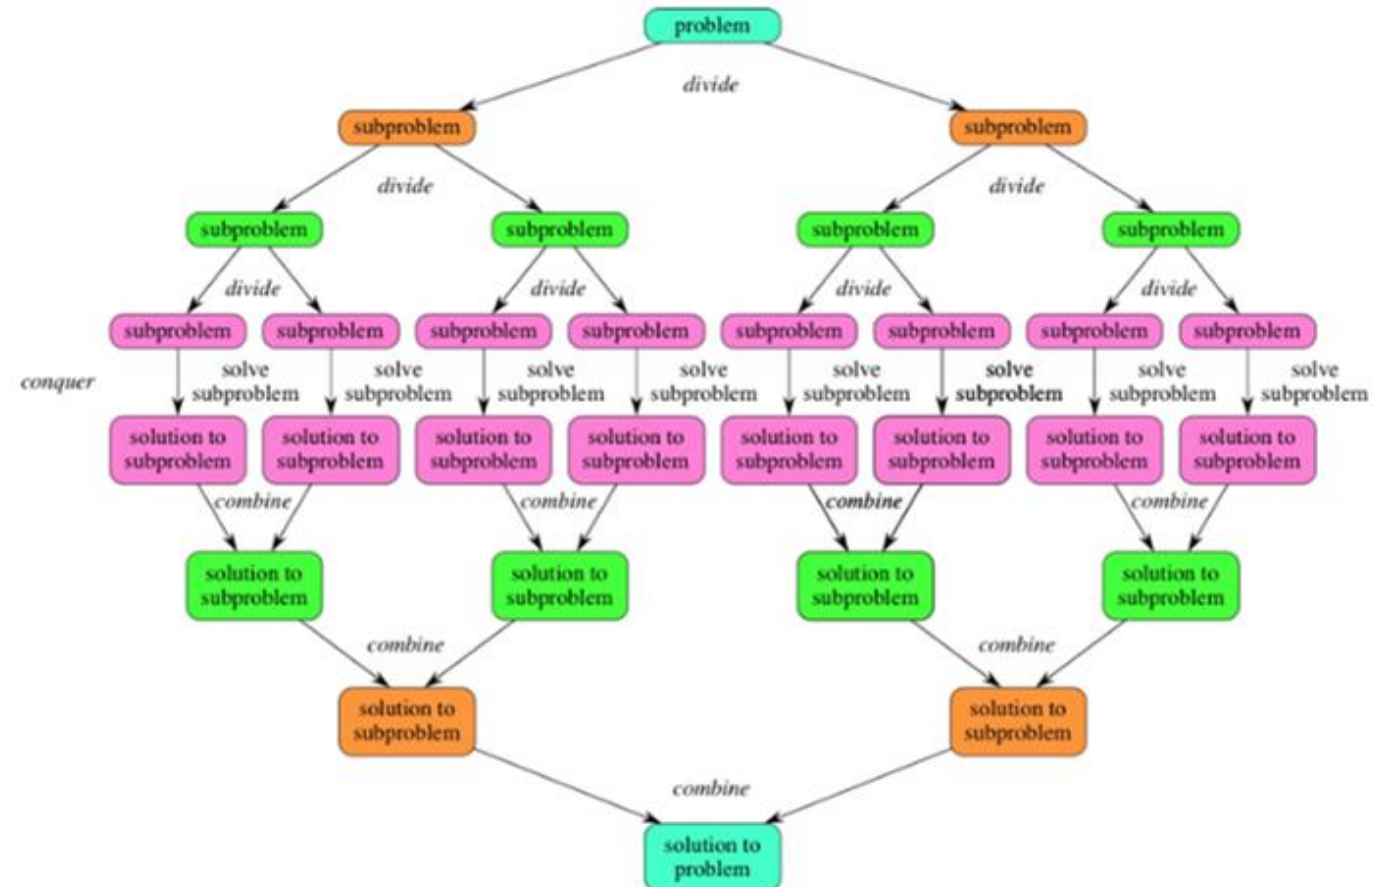 problem
divide
subproblem
subproblem
divide
divide
subproblem
subproblem
subproblem
subproblem
divide
divide
divide
divide
subproblem
subproblem
subproblem
subproblem
subproblem
subproblem
subproblem
subproblem
conquer
solve
subproblem
solve
subproblem
solve
subproblem
solve
subproblem
solve
subproblem
solve
subproblem
solve
subproblem
solve
subproblem
solution to
subproblem
solution to
subproblem
solution to
subproblem
solution to
subproblem
solution to
subproblem
solution to
subproblem
solution to
subproblem
solution to
subproblem
combine
combine
combine
combine
solution to
subproblem
solution to
subproblem
solution to
subproblem
solution to
subproblem
combine
combine
solution to
subproblem
solution to
subproblem
combine
solution to
problem